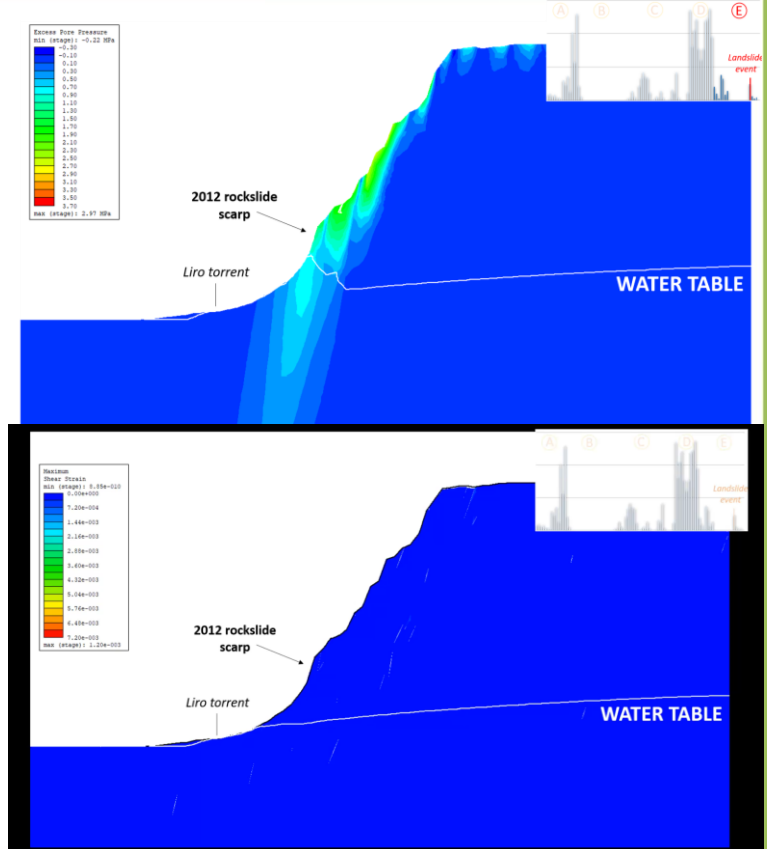 Excess Pore Pressure
min (stage): -0.22 MPa
-0.30
-0.10
0.10
0.30
0.50
0.70
0.90
1.10
1.30
1.50
1.70
1.90
2.10
2.30
2.50
2.70
2.90
3.10
3.30
3.50
3.70
max (stage): 2.97 MPa
A B C D E
Landslide
event
2012 rockslide
scarp
Liro torrent
WATER TABLE
Maximum
Shear Strain
min (stage): 8.85e-010
0.00e+000
7.20e-004
1.44e-003
2.16e-003
2.88e-003
3.60e-003
4.32e-003
5.04e-003
5.76e-003
6.48e-003
7.20e-003
max (stage): 1.20e-003
A B C D E
Landslide
event
2012 rockslide
scarp
Liro torrent
WATER TABLE